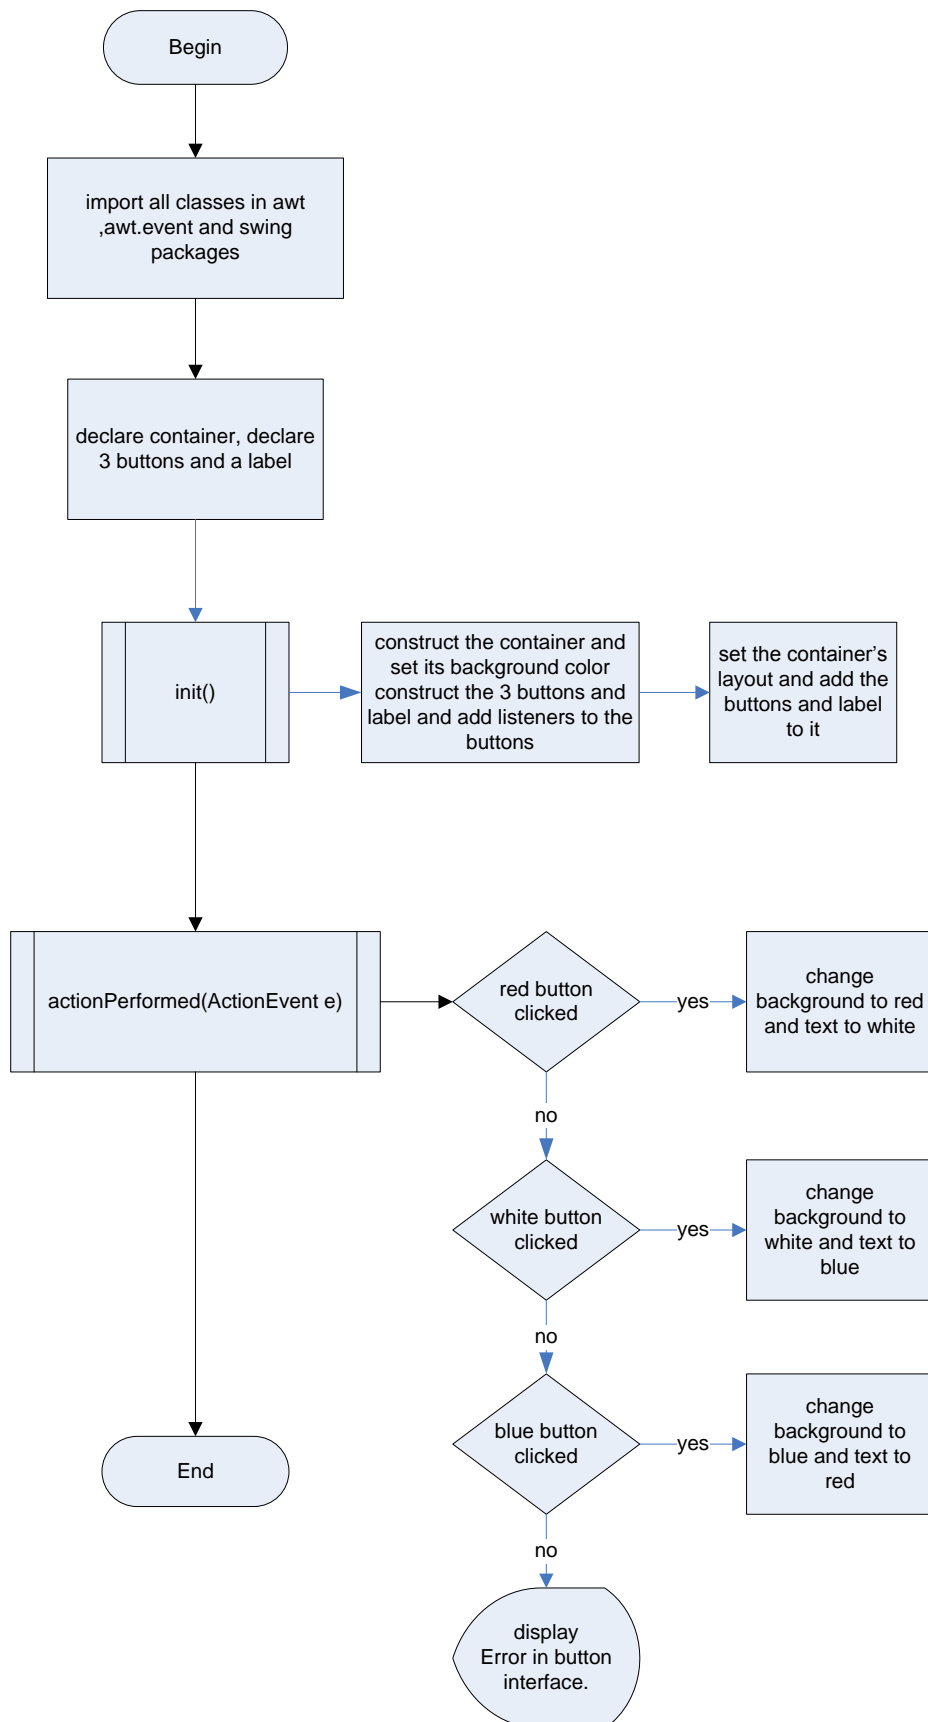 Begin
import all classes in awt
,awt.event and swing
packages
declare container, declare
3 buttons and a label
init()
construct the container and
set its background color
construct the 3 buttons and
label and add listeners to the
buttons
set the container’s
layout and add the
buttons and label
to it
actionPerformed(ActionEvent e)
red button
clicked
yes
change
background to red
and text to white
no
white button
clicked
yes
change
background to
white and text to
blue
no
blue button
clicked
yes
change
background to
blue and text to
red
End
no
display
Error in button
interface.